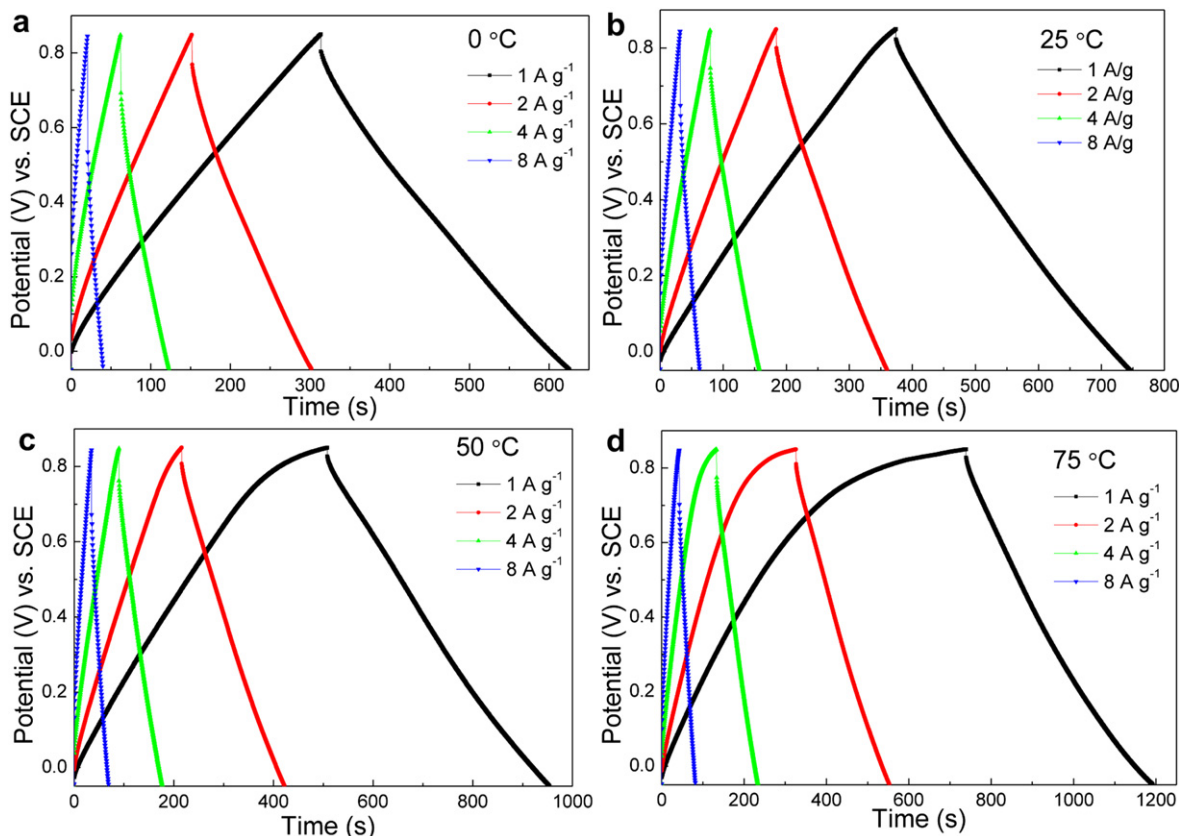 a
0 °C
1 A g-1
2 A g-1
4 A g-1
8 A g-1
Potential (V) vs. SCE
0.8
0.6
0.4
0.2
0.0
0 100 200 300 400 500 600
Time (s)
b
25 °C
1 A/g
2 A/g
4 A/g
8 A/g
Potential (V) vs. SCE
0.8
0.6
0.4
0.2
0.0
0 100 200 300 400 500 600 700 800
Time (s)
c
50 °C
1 A g-1
2 A g-1
4 A g-1
8 A g-1
Potential (V) vs. SCE
0.8
0.6
0.4
0.2
0.0
0 200 400 600 800 1000
Time (s)
d
75 °C
1 A g-1
2 A g-1
4 A g-1
8 A g-1
Potential (V) vs. SCE
0.8
0.6
0.4
0.2
0.0
0 200 400 600 800 1000 1200
Time (s)